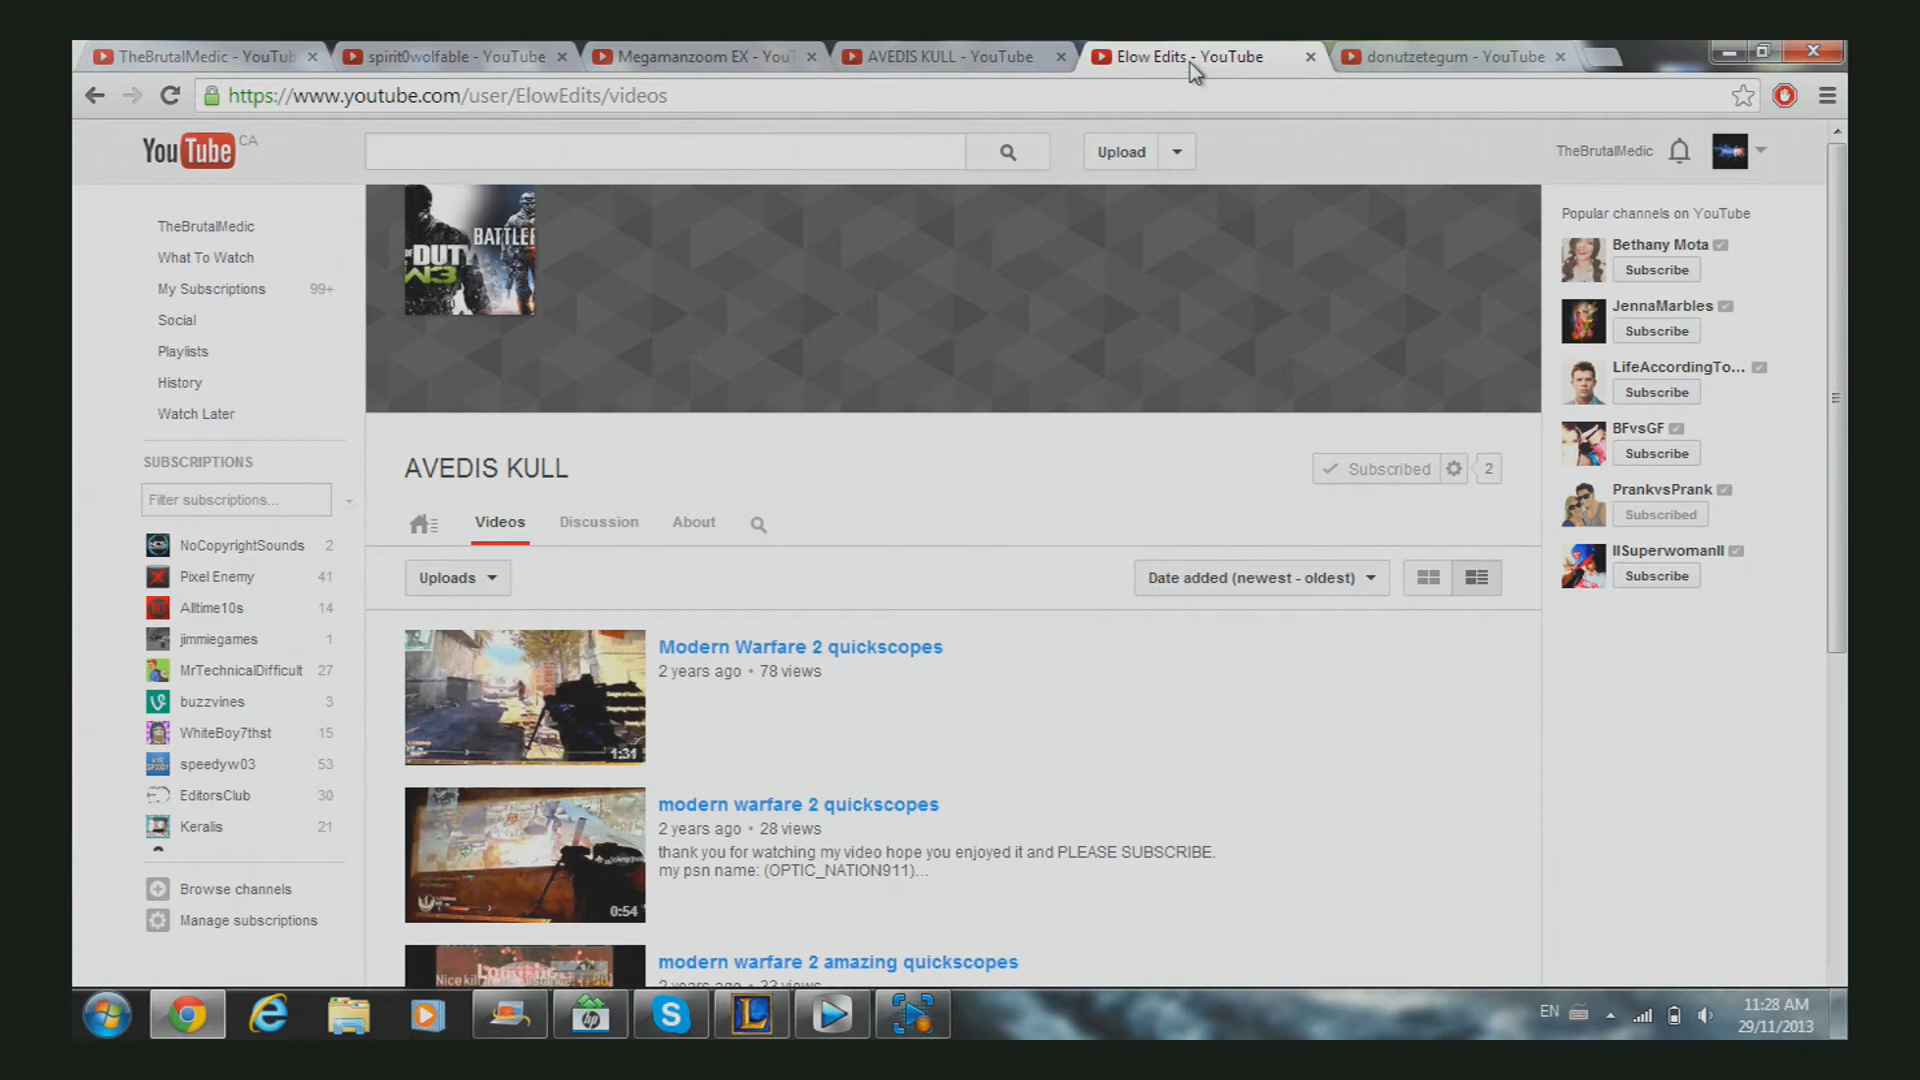 TheBrutalMedic - YouTub
spirit0wolfable - YouTube
Megamanzoom EX - YouT
AVEDIS KULL - YouTube
Elow Edits - YouTube
donutzetegum - YouTube
https://www.youtube.com/user/ElowEdits/videos
YouTube CA
Upload
TheBrutalMedic
TheBrutalMedic
What To Watch
My Subscriptions 99+
Social
Playlists
History
Watch Later
SUBSCRIPTIONS
Filter subscriptions...
NoCopyrightSounds 2
Pixel Enemy 41
Alltime10s 14
jimmiegames 1
MrTechnicalDifficult 27
buzzvines 3
WhiteBoy7thst 15
speedyw03 53
EditorsClub 30
Keralis 21
Browse channels
Manage subscriptions
DUTY
BATTLEF
AVEDIS KULL
Subscribed 2
Videos
Discussion
About
Uploads
Date added (newest - oldest)
Modern Warfare 2 quickscopes
2 years ago • 78 views
1:31
modern warfare 2 quickscopes
2 years ago • 28 views
thank you for watching my video hope you enjoyed it and PLEASE SUBSCRIBE.
my psn name: (OPTIC_NATION911)...
0:54
modern warfare 2 amazing quickscopes
2 years ago • 32 views
Popular channels on YouTube
Bethany Mota
Subscribe
JennaMarbles
Subscribe
LifeAccordingTo...
Subscribe
BFvsGF
Subscribe
PrankvsPrank
Subscribed
IISuperwomanII
Subscribe
EN
11:28 AM
29/11/2013